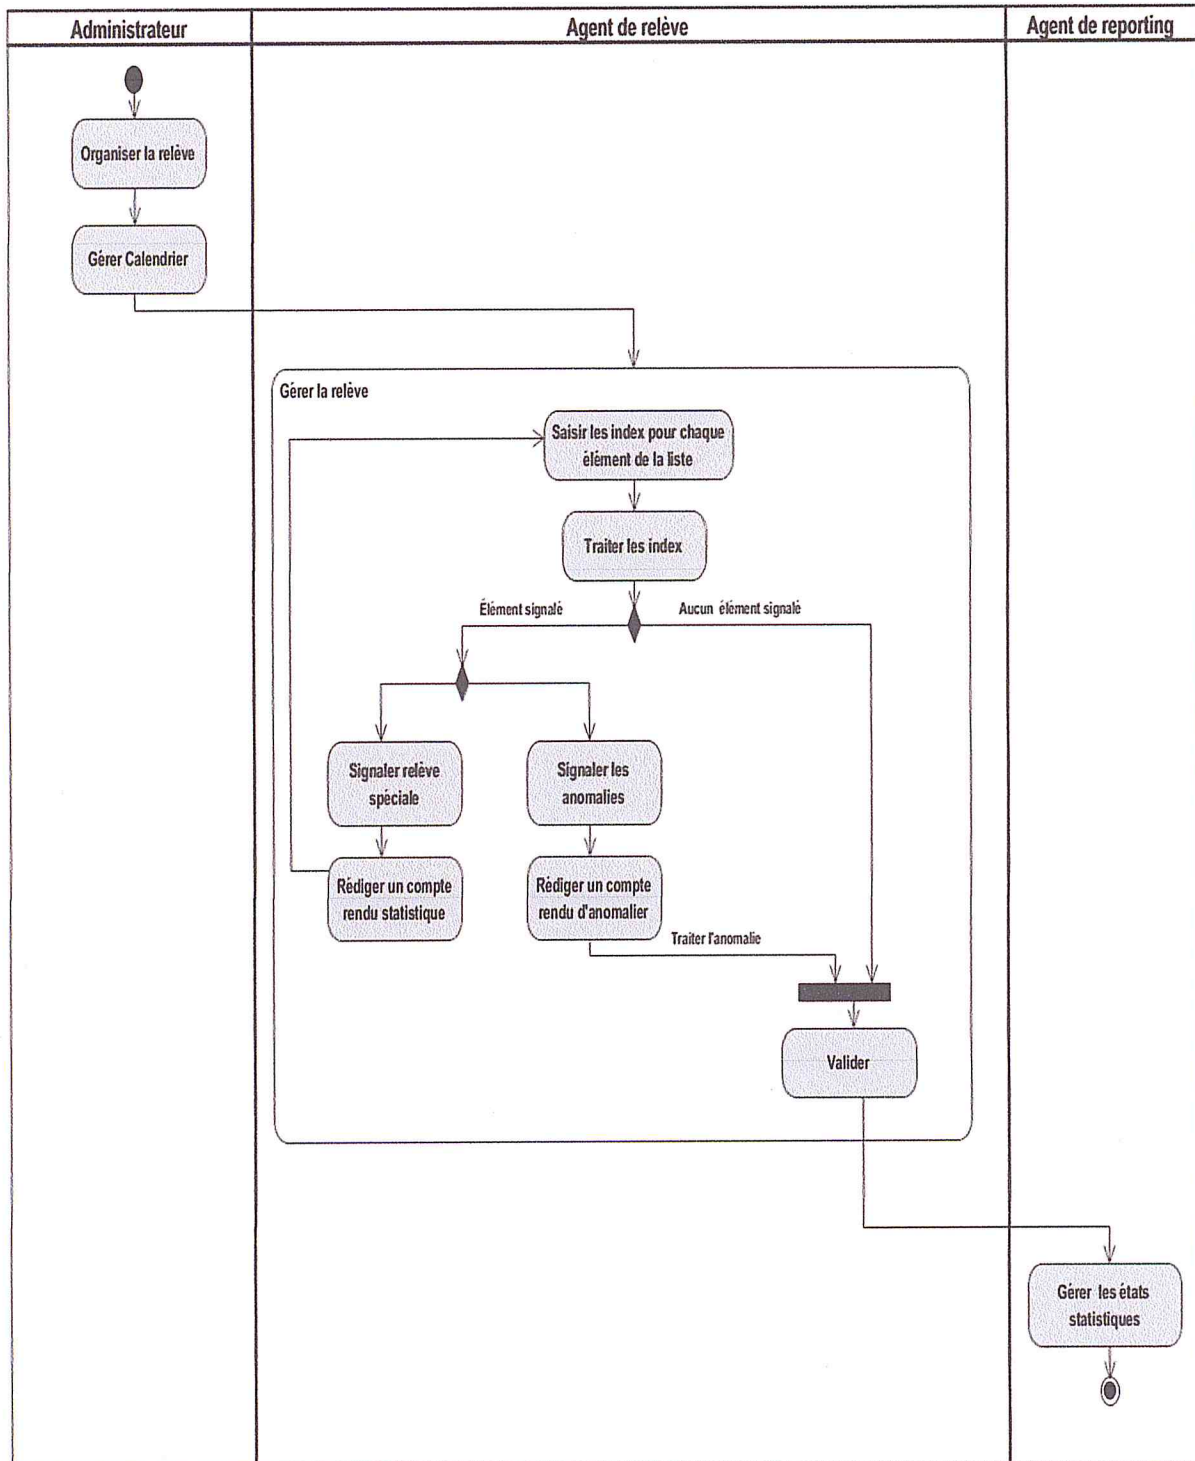 Administrateur
Agent de relève
Agent de reporting
Organiser la relève
Gérer Calendrier
Gérer la relève
Saisir les index pour chaque
élément de la liste
Traiter les index
Élément signalé
Aucun élément signalé
Signaler relève
spéciale
Signaler les
anomalies
Rédiger un compte
rendu statistique
Rédiger un compte
rendu d'anomalier
Traiter l'anomalie
Valider
Gérer les états
statistiques